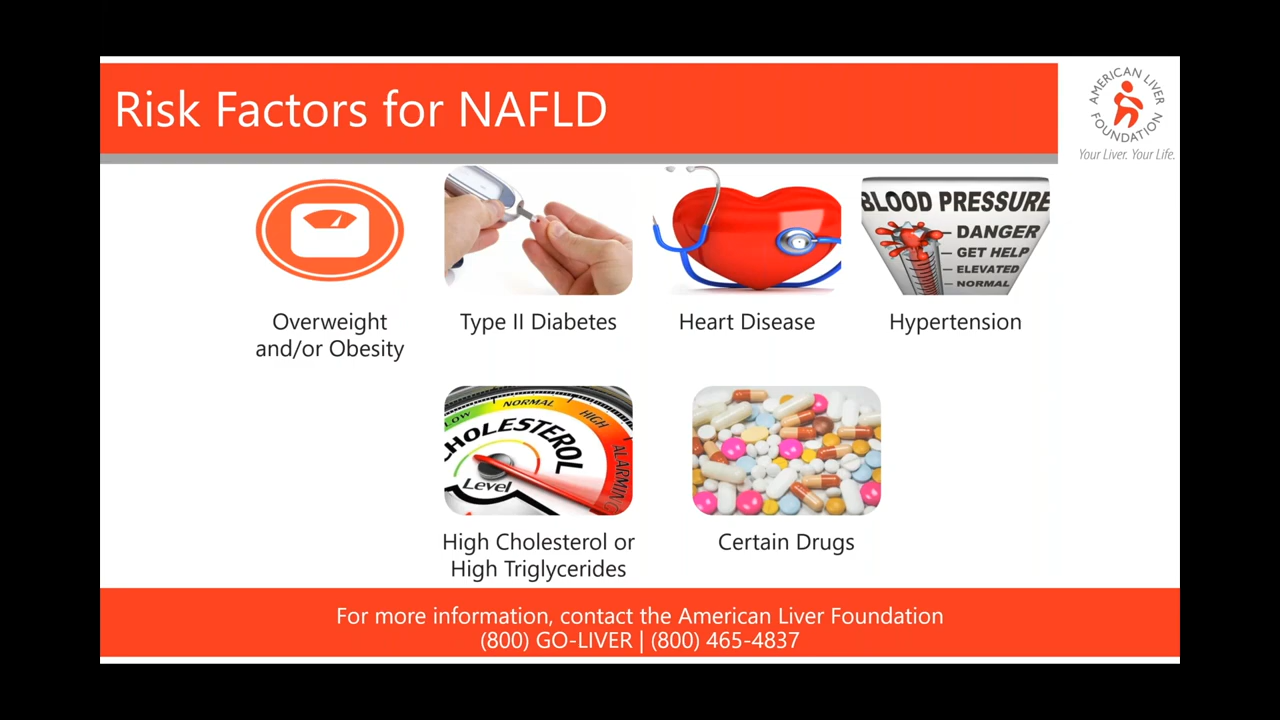 Risk Factors for NAFLD
AMERICAN LIVER
FOUNDATION
Your Liver. Your Life.
BLOOD PRESSURE
DANGER
GET HELP
ELEVATED
NORMAL
Overweight
and/or Obesity
Type II Diabetes
Heart Disease
Hypertension
LOW
NORMAL
HIGH
ALARMING
CHOLESTEROL
Level
High Cholesterol or
High Triglycerides
Certain Drugs
For more information, contact the American Liver Foundation
(800) GO-LIVER | (800) 465-4837